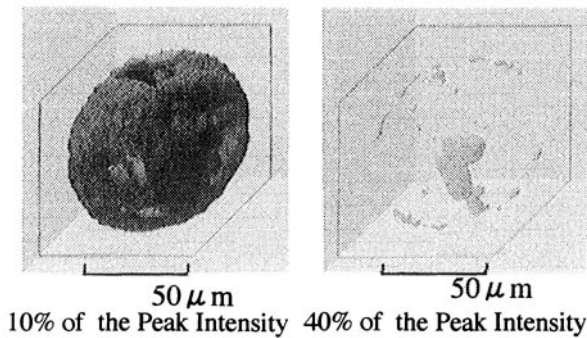 50 μm
50 μm
10% of the Peak Intensity
40% of the Peak Intensity